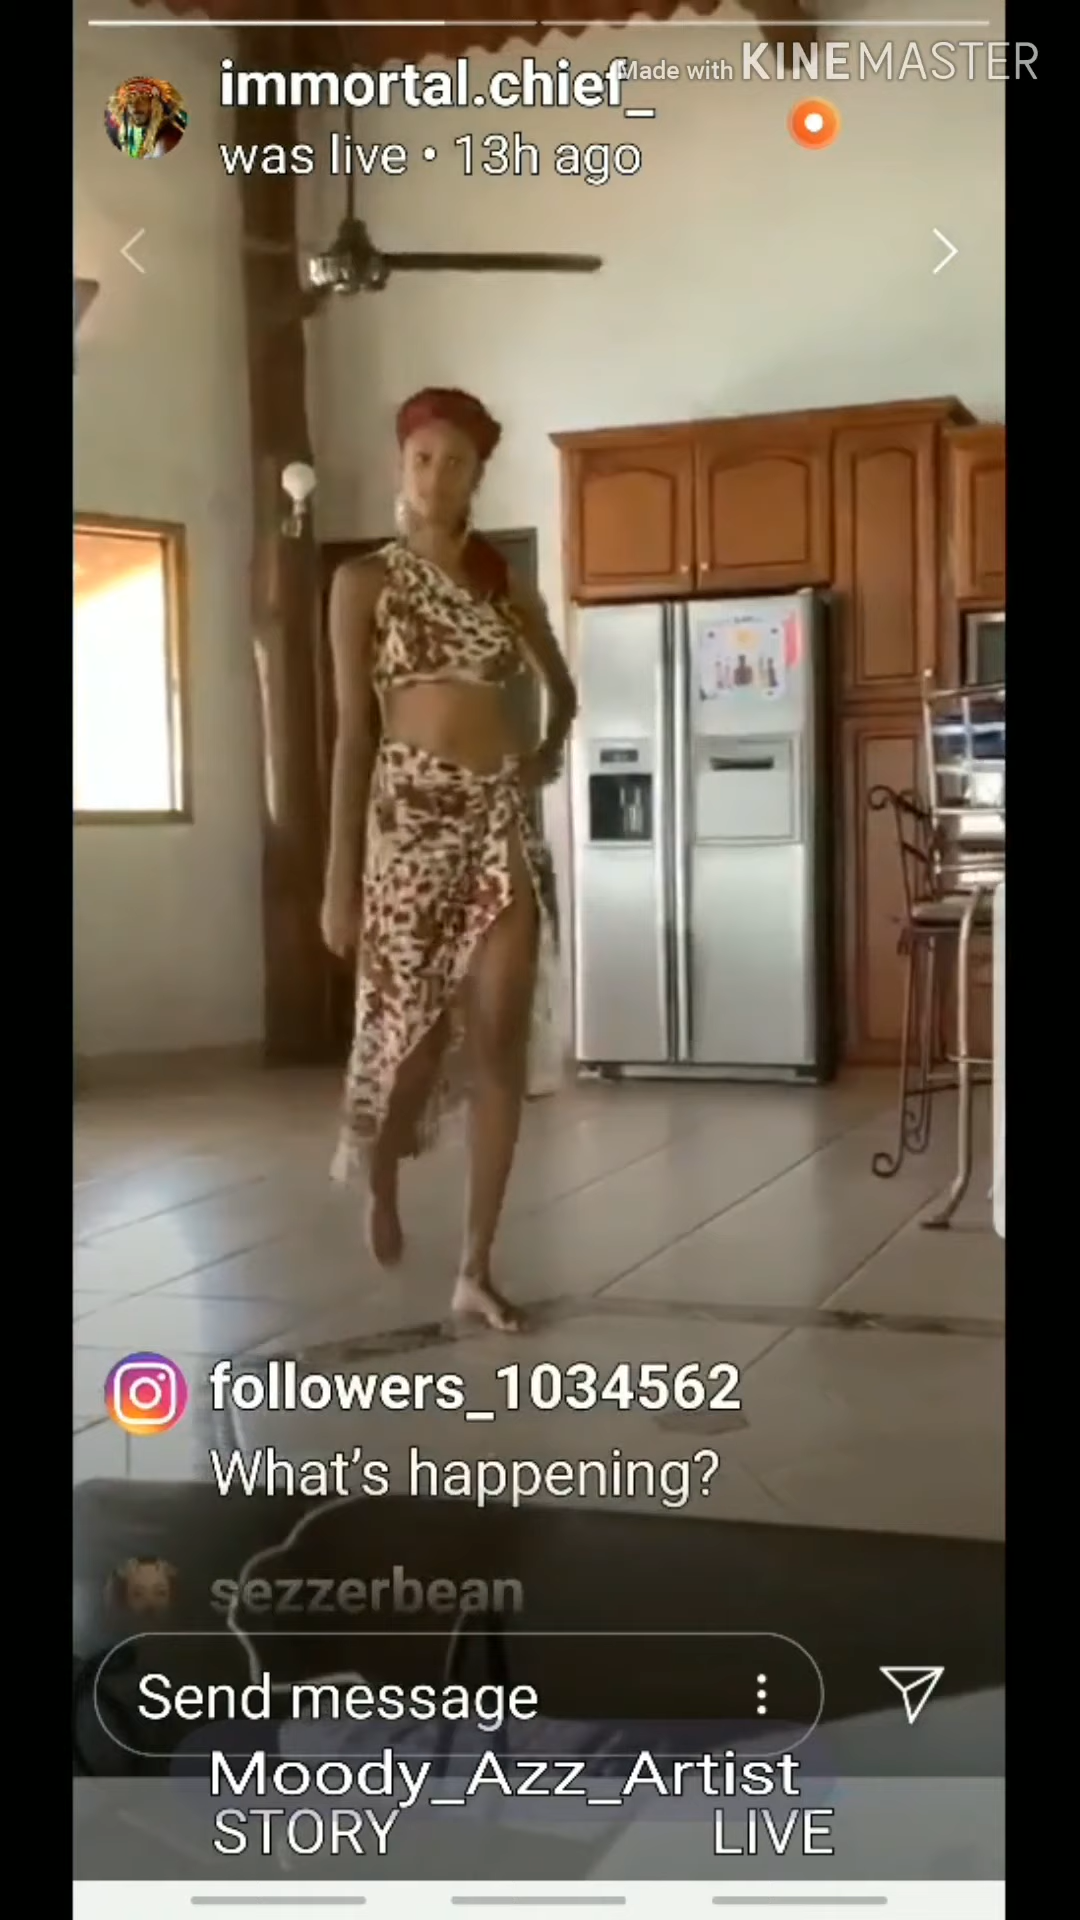 immortal.chief_
Made with KINEMASTER
was live • 13h ago
followers_1034562
What's happening?
sezzerbean
Send message
Moody_Azz_Artist
STORY
LIVE